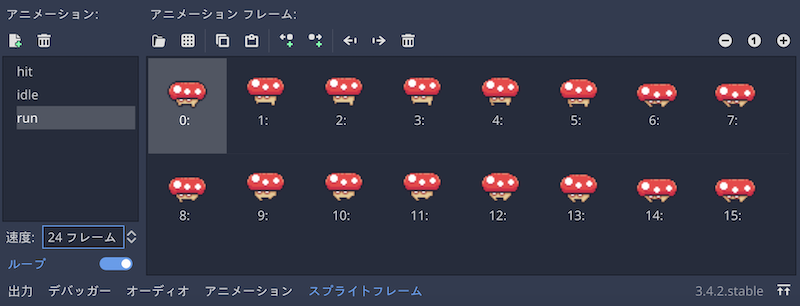 アニメーション:
アニメーション フレーム:
hit
idle
run
0: 1: 2: 3: 4: 5: 6: 7:
8: 9: 10: 11: 12: 13: 14: 15:
速度: 24 フレーム
ループ
出力 デバッガー オーディオ アニメーション スプライトフレーム 3.4.2.stable